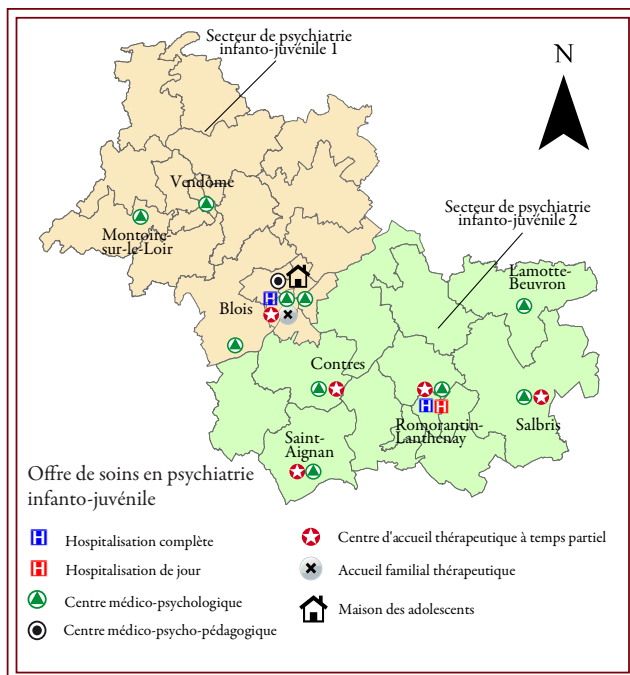 Secteur de psychiatrie
infanto-juvénile 1
N
Vendôme
Montoire-
sur-le-Loir
Secteur de psychiatrie
infanto-juvénile 2
Lamotte-
Beuvron
Blois
Contres
Romorantin-
Lanthenay
Salbris
Saint-
Aignan
Offre de soins en psychiatrie
infanto-juvénile
H Hospitalisation complète
H Hospitalisation de jour
Centre médico-psychologique
Centre médico-psycho-pédagogique
Centre d'accueil thérapeutique à temps partiel
Accueil familial thérapeutique
Maison des adolescents